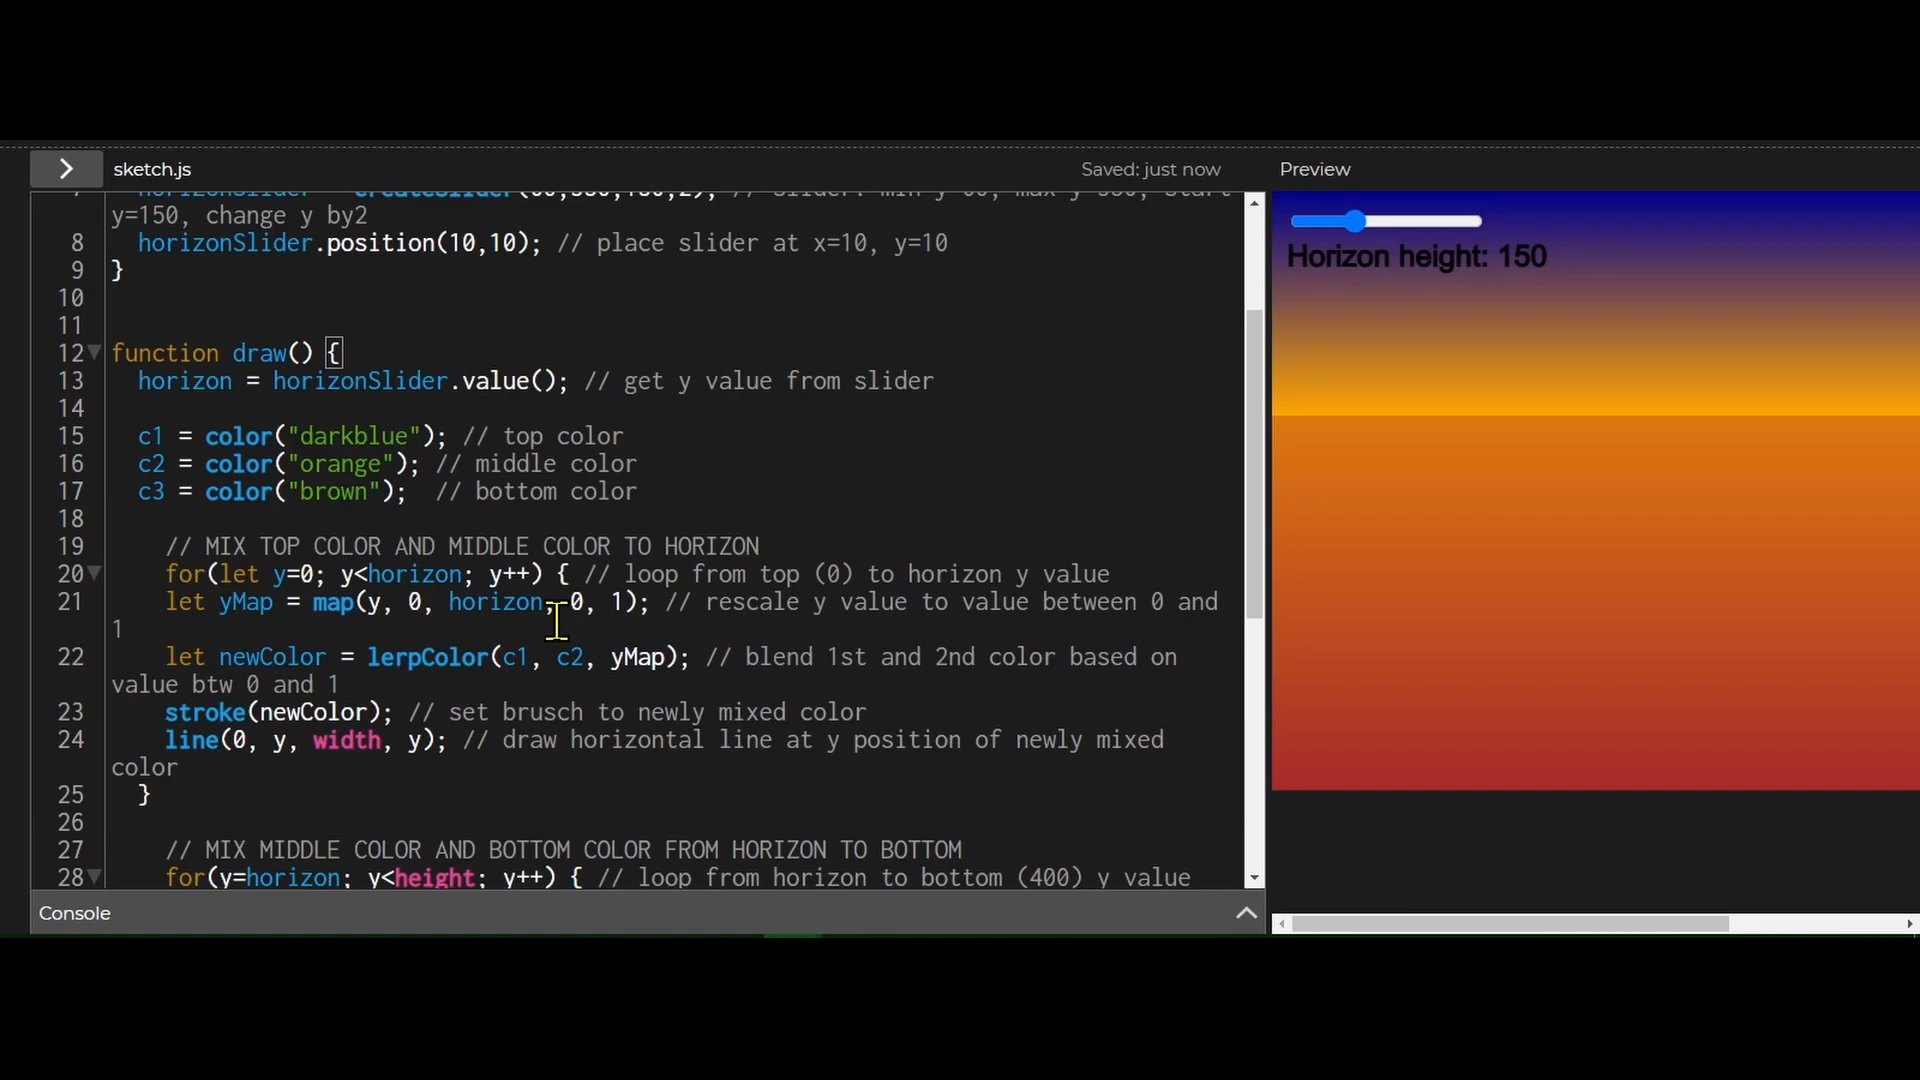 sketch.js
Saved: just now
Preview
y=150, change y by2
8 horizonSlider.position(10,10); // place slider at x=10, y=10
9 }
10
11
12 function draw() {
13 horizon = horizonSlider.value(); // get y value from slider
14
15 c1 = color("darkblue"); // top color
16 c2 = color("orange"); // middle color
17 c3 = color("brown"); // bottom color
18
19 // MIX TOP COLOR AND MIDDLE COLOR TO HORIZON
20 for(let y=0; y<horizon; y++) { // loop from top (0) to horizon y value
21 let yMap = map(y, 0, horizon, 0, 1); // rescale y value to value between 0 and
1
22 let newColor = lerpColor(c1, c2, yMap); // blend 1st and 2nd color based on
value btw 0 and 1
23 stroke(newColor); // set brusch to newly mixed color
24 line(0, y, width, y); // draw horizontal line at y position of newly mixed
color
25 }
26
27 // MIX MIDDLE COLOR AND BOTTOM COLOR FROM HORIZON TO BOTTOM
28 for(y=horizon; y<height; y++) { // loop from horizon to bottom (400) y value
Console
Horizon height: 150